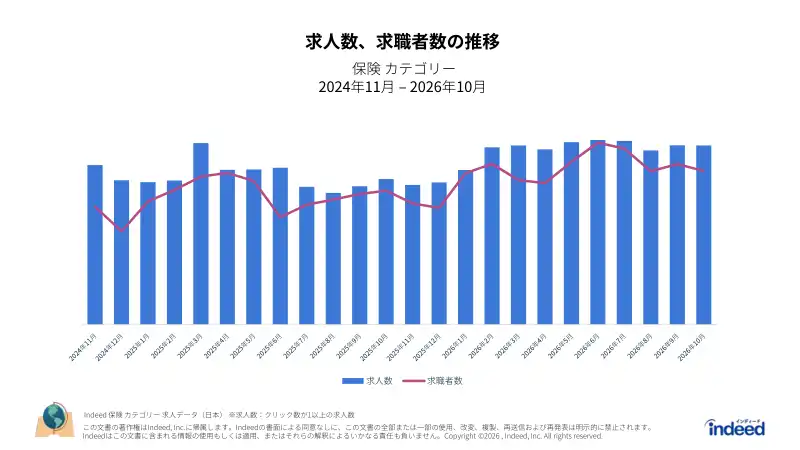 求人数、求職者数の推移
保険 カテゴリー
2024年11月 – 2026年10月
2024年11月
2024年12月
2025年1月
2025年2月
2025年3月
2025年4月
2025年5月
2025年6月
2025年7月
2025年8月
2025年9月
2025年10月
2025年11月
2025年12月
2026年1月
2026年2月
2026年3月
2026年4月
2026年5月
2026年6月
2026年7月
2026年8月
2026年9月
2026年10月
求人数
求職者数
Indeed 保険 カテゴリー 求人データ（日本） ※求人数：クリック数が1以上の求人数
この文書の著作権はIndeed, Inc.に帰属します。Indeedの書面による同意なしに、この文書の全部または一部の使用、改変、複製、再送信および再発表は明示的に禁止されます。
Indeedはこの文書に含まれる情報の使用もしくは適用、またはそれらの解釈によるいかなる責任も負いません。Copyright ©2026 , Indeed, Inc. All rights reserved.
インディード
indeed